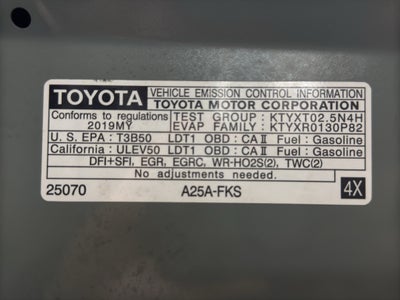 TOYOTA VEHICLE EMISSION CONTROL INFORMATION
TOYOTA MOTOR CORPORATION
Conforms to regulations TEST GROUP : KTYXT02.5N4H
2019MY EVAP FAMILY : KTYXR0130P82
U. S. EPA : T3B50 LDT1 OBD : CA II Fuel : Gasoline
California : ULEV50 LDT1 OBD : CA II Fuel : Gasoline
DFI+SFI, EGR, EGRC, WR-HO2S(2), TWC(2)
No adjustments needed.
25070 A25A-FKS 4X